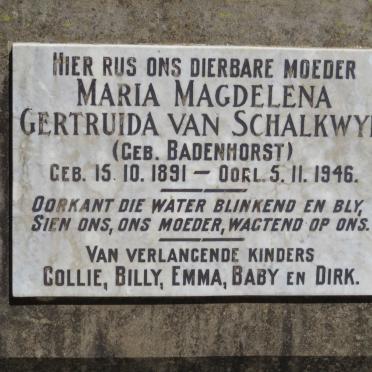 HIER RUS ONS DIERBARE MOEDER
MARIA MAGDELENA
GERTRUIDA VAN SCHALKWYK
(GEB. BADENHORST)
GEB. 15.10.1891 — OORL. 5.11.1946.
OORKANT DIE WATER BLINKEND EN BLY,
SIEN ONS, ONS MOEDER, WAGTEND OP ONS.
VAN VERLANGENDE KINDERS
COLLIE, BILLY, EMMA, BABY EN DIRK.